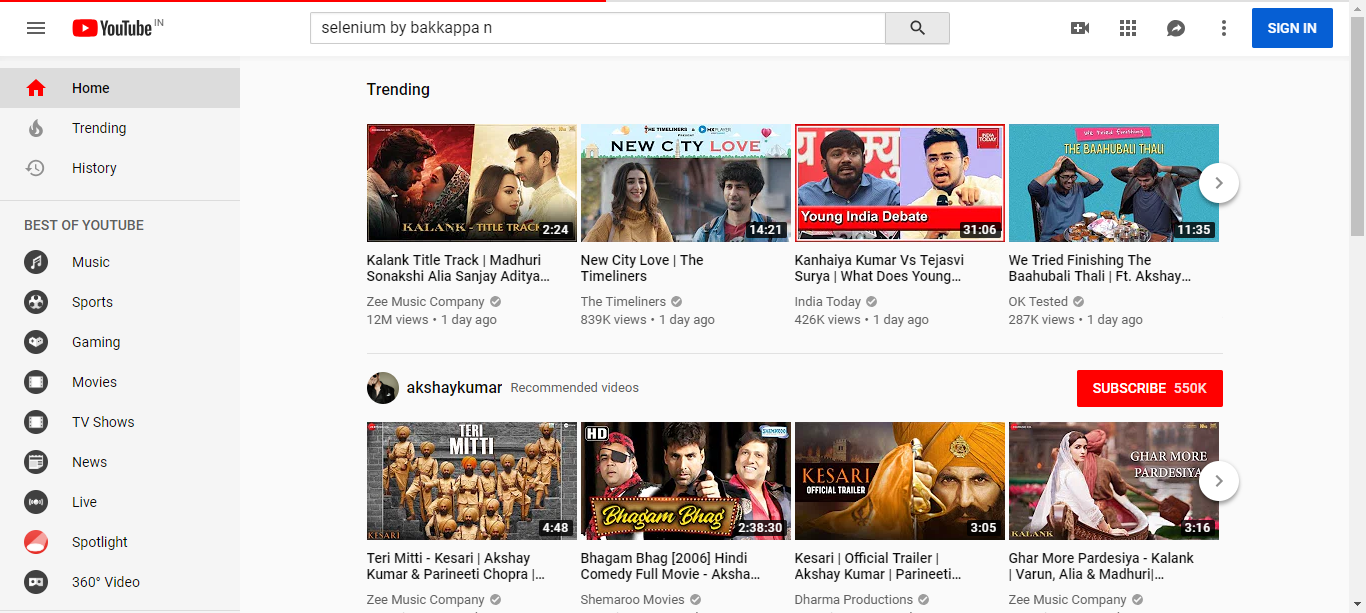 YouTube IN
selenium by bakkappa n
SIGN IN
Home
Trending
History
BEST OF YOUTUBE
Music
Sports
Gaming
Movies
TV Shows
News
Live
Spotlight
360° Video
Trending
KALANK - TITLE TRACK
2:24
Kalank Title Track | Madhuri
Sonakshi Alia Sanjay Aditya...
Zee Music Company
12M views • 1 day ago
THE TIMELINERS & MXPLAYER
NEW CITY LOVE
14:21
New City Love | The
Timeliners
The Timeliners
839K views • 1 day ago
INDIA
TODAY
Young India Debate
31:06
Kanhaiya Kumar Vs Tejasvi
Surya | What Does Young...
India Today
426K views • 1 day ago
We Tried Finishing
THE BAAHUBALI THALI
11:35
We Tried Finishing The
Baahubali Thali | Ft. Akshay...
OK Tested
287K views • 1 day ago
akshaykumar Recommended videos
SUBSCRIBE 550K
TERI
MITTI
KESARI
4:48
Teri Mitti - Kesari | Akshay
Kumar & Parineeti Chopra |...
Zee Music Company
HD
SHEMAROO
Bhagam Bhag
2:38:30
Bhagam Bhag [2006] Hindi
Comedy Full Movie - Aksha...
Shemaroo Movies
KESARI
OFFICIAL TRAILER
3:05
Kesari | Official Trailer |
Akshay Kumar | Parineeti...
Dharma Productions
GHAR MORE
PARDESIYA
KALANK
3:16
Ghar More Pardesiya - Kalank
| Varun, Alia & Madhuri|...
Zee Music Company